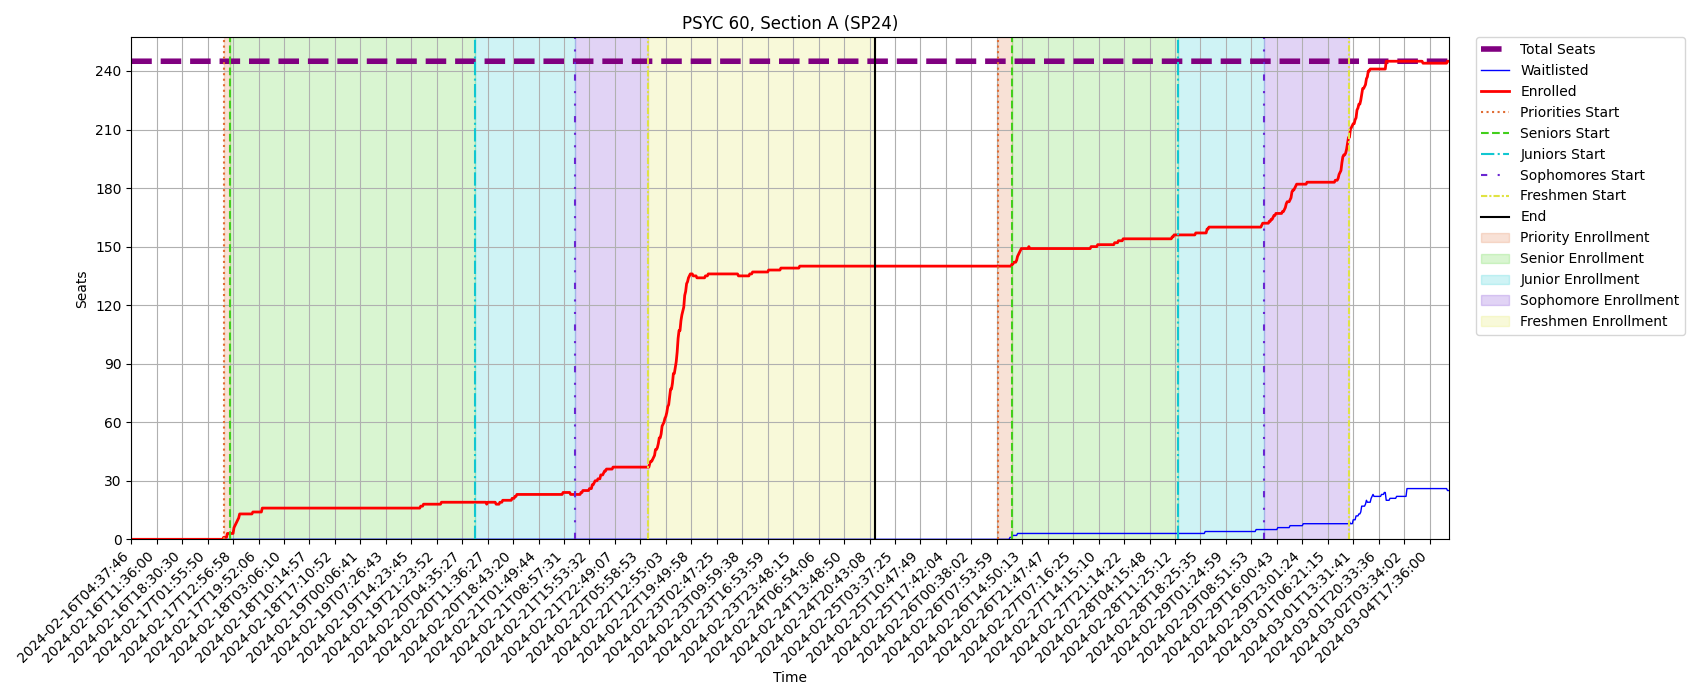 PSYC 60, Section A (SP24)
Seats
240
210
180
150
120
90
60
30
0
2024-02-16T04:37:46
2024-02-16T11:36:00
2024-02-16T18:30:30
2024-02-17T01:55:50
2024-02-17T12:56:58
2024-02-17T19:52:06
2024-02-18T03:06:10
2024-02-18T10:14:57
2024-02-18T17:10:52
2024-02-19T00:06:41
2024-02-19T07:26:43
2024-02-19T14:23:45
2024-02-19T21:23:52
2024-02-20T04:35:27
2024-02-20T11:36:27
2024-02-20T18:43:20
2024-02-21T01:49:44
2024-02-21T08:57:31
2024-02-21T15:53:32
2024-02-21T22:49:07
2024-02-22T05:58:53
2024-02-22T12:55:03
2024-02-22T19:49:58
2024-02-23T02:47:25
2024-02-23T09:59:38
2024-02-23T16:53:59
2024-02-23T23:48:15
2024-02-24T06:54:06
2024-02-24T13:48:50
2024-02-24T20:43:08
2024-02-25T03:37:25
2024-02-25T10:47:49
2024-02-25T17:42:04
2024-02-26T00:38:02
2024-02-26T07:53:59
2024-02-26T14:50:13
2024-02-26T21:47:47
2024-02-27T07:16:25
2024-02-27T14:15:10
2024-02-27T21:14:22
2024-02-28T04:15:48
2024-02-28T11:25:12
2024-02-28T18:25:35
2024-02-29T01:24:59
2024-02-29T08:51:53
2024-02-29T16:00:43
2024-02-29T23:01:24
2024-03-01T06:21:15
2024-03-01T13:31:41
2024-03-01T20:33:36
2024-03-02T03:34:02
2024-03-04T17:36:00
Time
Total Seats
Waitlisted
Enrolled
Priorities Start
Seniors Start
Juniors Start
Sophomores Start
Freshmen Start
End
Priority Enrollment
Senior Enrollment
Junior Enrollment
Sophomore Enrollment
Freshmen Enrollment